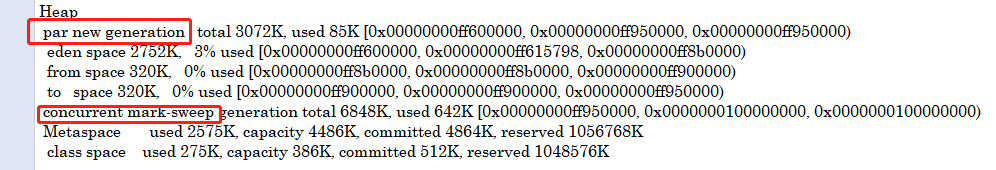 Heap
par new generation total 3072K, used 85K [0x00000000ff600000, 0x00000000ff950000, 0x00000000ff950000)
eden space 2752K, 3% used [0x00000000ff600000, 0x00000000ff615798, 0x00000000ff8b0000)
from space 320K, 0% used [0x00000000ff8b0000, 0x00000000ff8b0000, 0x00000000ff900000)
to space 320K, 0% used [0x00000000ff900000, 0x00000000ff900000, 0x00000000ff950000)
concurrent mark-sweep generation total 6848K, used 642K [0x00000000ff950000, 0x0000000100000000, 0x0000000100000000)
Metaspace used 2575K, capacity 4486K, committed 4864K, reserved 1056768K
class space used 275K, capacity 386K, committed 512K, reserved 1048576K